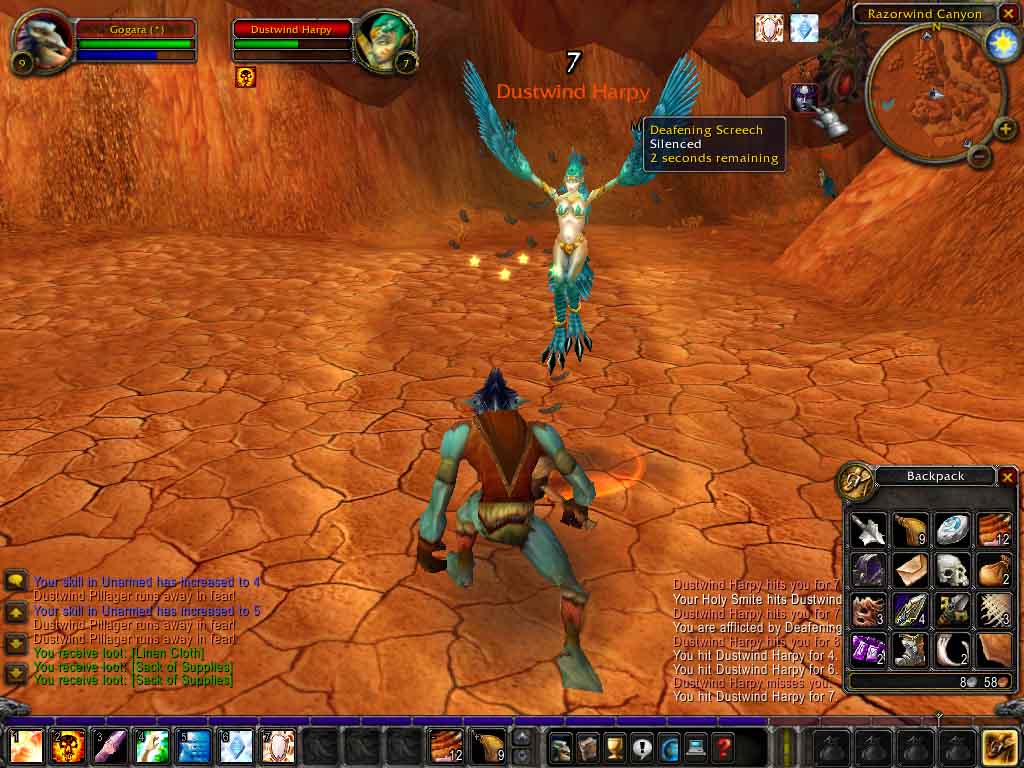 Gogara (*)
9
Dustwind Harpy
7
Razorwind Canyon
N
7
Dustwind Harpy
Deafening Screech
Silenced
2 seconds remaining
Backpack
9
12
2
3
4
3
2
2
8
58
Your skill in Unarmed has increased to 4
Dustwind Pillager runs away in fear!
Your skill in Unarmed has increased to 5
Dustwind Pillager runs away in fear!
Dustwind Pillager runs away in fear!
You receive loot: [Linen Cloth]
You receive loot: [Sack of Supplies]
You receive loot: [Sack of Supplies]
Dustwind Harpy hits you for 7
Your Holy Smite hits Dustwind
Dustwind Harpy hits you for 7
You are afflicted by Deafening
Dustwind Harpy hits you for 8
You hit Dustwind Harpy for 4.
You hit Dustwind Harpy for 6.
Dustwind Harpy misses you.
You hit Dustwind Harpy for 7.
1
2
3
4
5
6
7
12
9